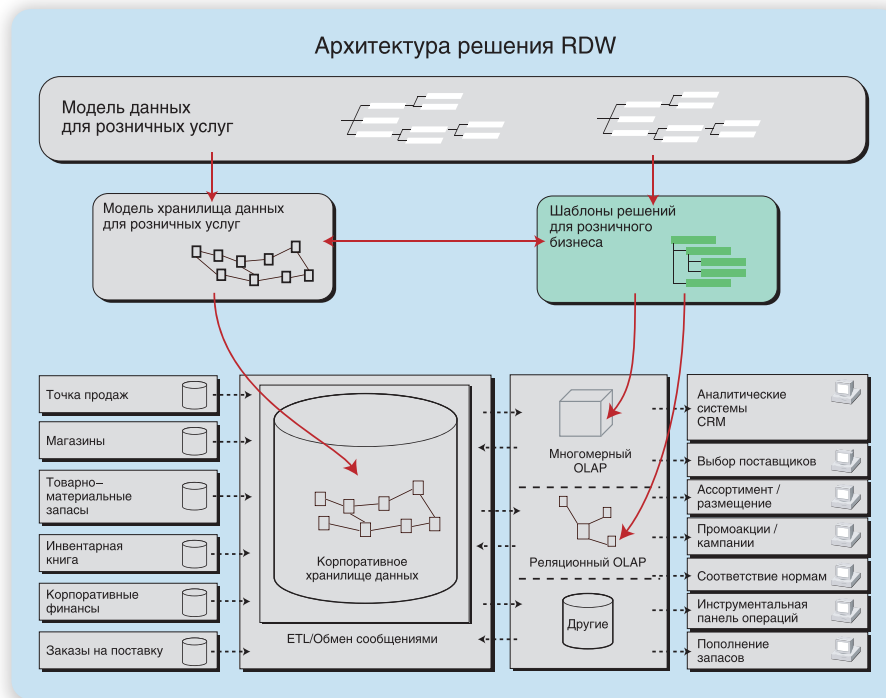 Архитектура решения RDW
Модель данных
для розничных услуг
Модель хранилища данных
для розничных услуг
Шаблоны решений
для розничного
бизнеса
Точка продаж
Магазины
Товарно–
материальные
запасы
Инвентарная
книга
Корпоративные
финансы
Заказы на поставку
Корпоративное
хранилище данных
ETL/Обмен сообщениями
Многомерный
OLAP
Реляционный OLAP
Другие
Аналитические
системы
CRM
Выбор поставщиков
Ассортимент /
размещение
Промоакции /
кампании
Соответствие нормам
Инструментальная
панель операций
Пополнение
запасов